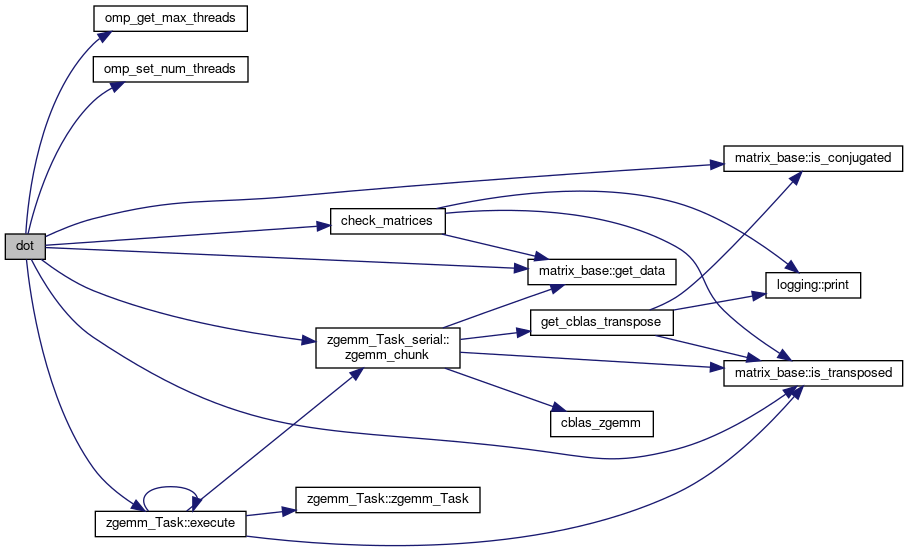 omp_get_max_threads
omp_set_num_threads
matrix_base::is_conjugated
check_matrices
dot
matrix_base::get_data
logging::print
get_cblas_transpose
zgemm_Task_serial::
zgemm_chunk
matrix_base::is_transposed
cblas_zgemm
zgemm_Task::zgemm_Task
zgemm_Task::execute